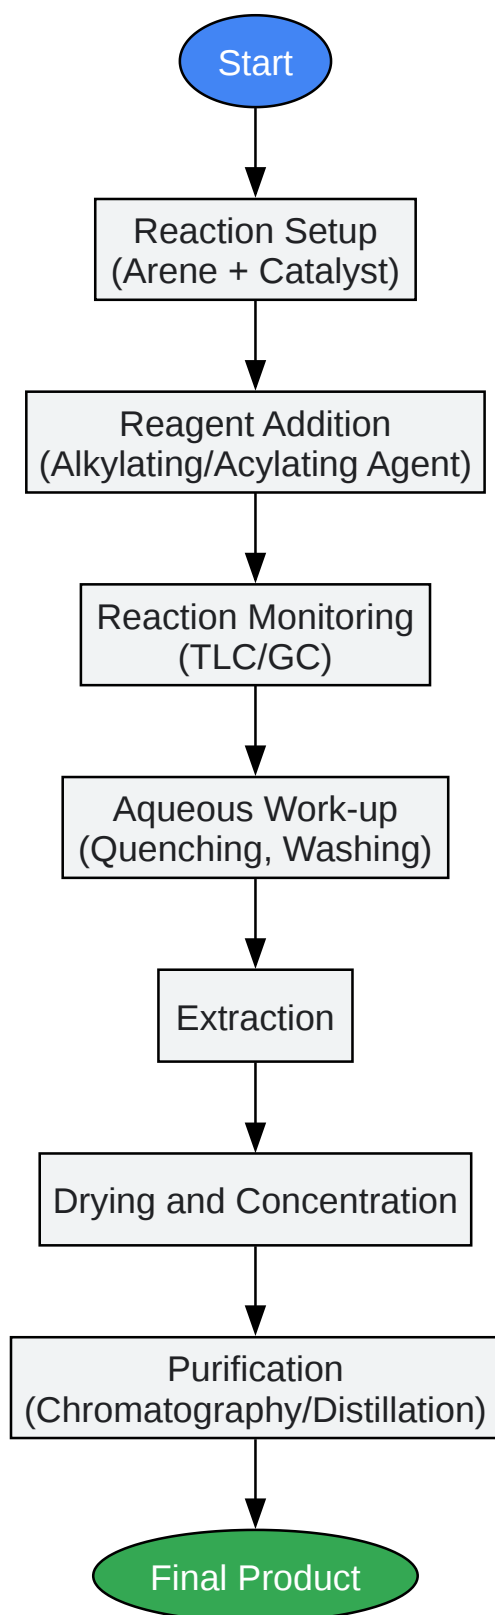 Start
Reaction Setup
(Arene + Catalyst)
Reagent Addition
(Alkylating/Acylating Agent)
Reaction Monitoring
(TLC/GC)
Aqueous Work-up
(Quenching, Washing)
Extraction
Drying and Concentration
Purification
(Chromatography/Distillation)
Final Product